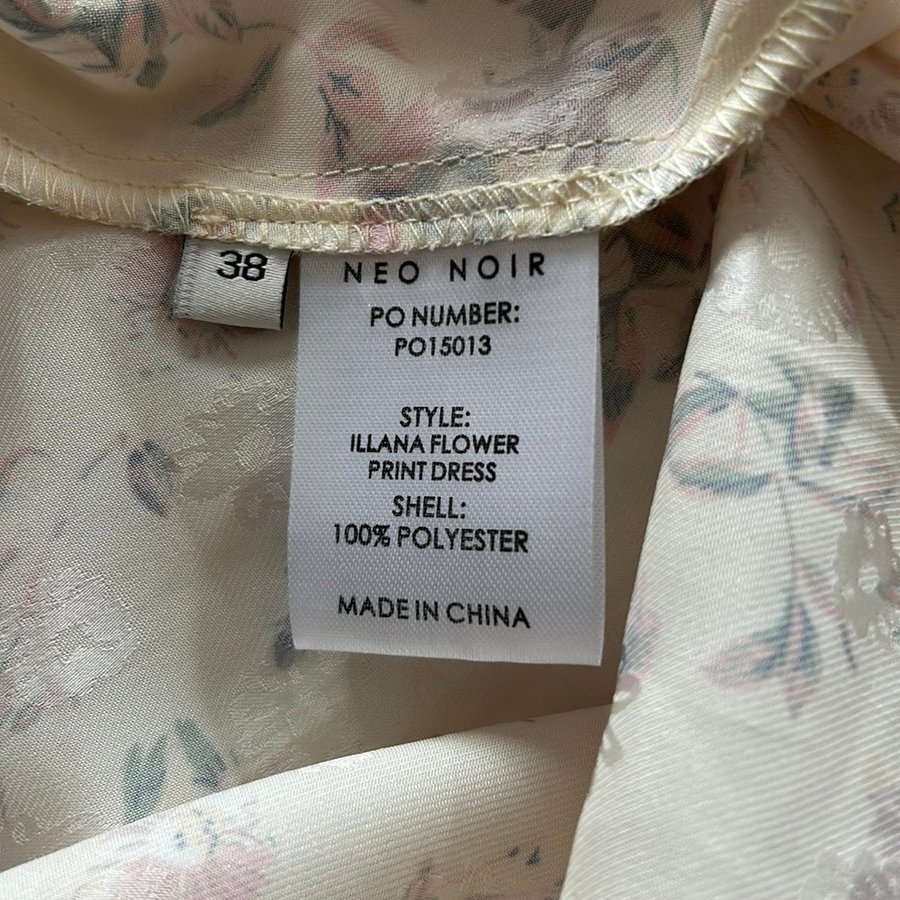 38
NEO NOIR
PO NUMBER:
PO15013
STYLE:
ILLANA FLOWER
PRINT DRESS
SHELL:
100% POLYESTER
MADE IN CHINA